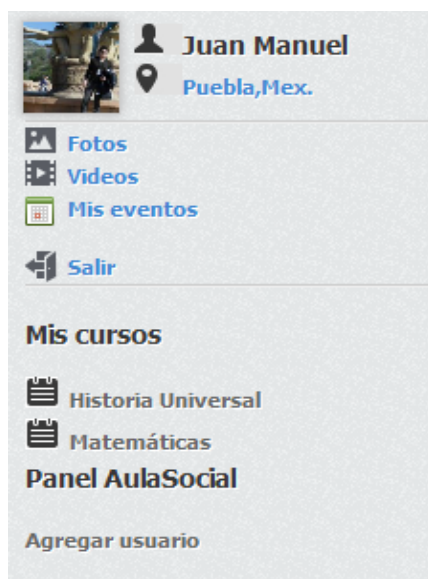 Juan Manuel
Puebla,Mex.
Fotos
Videos
Mis eventos
Salir
Mis cursos
Historia Universal
Matemáticas
Panel AulaSocial
Agregar usuario